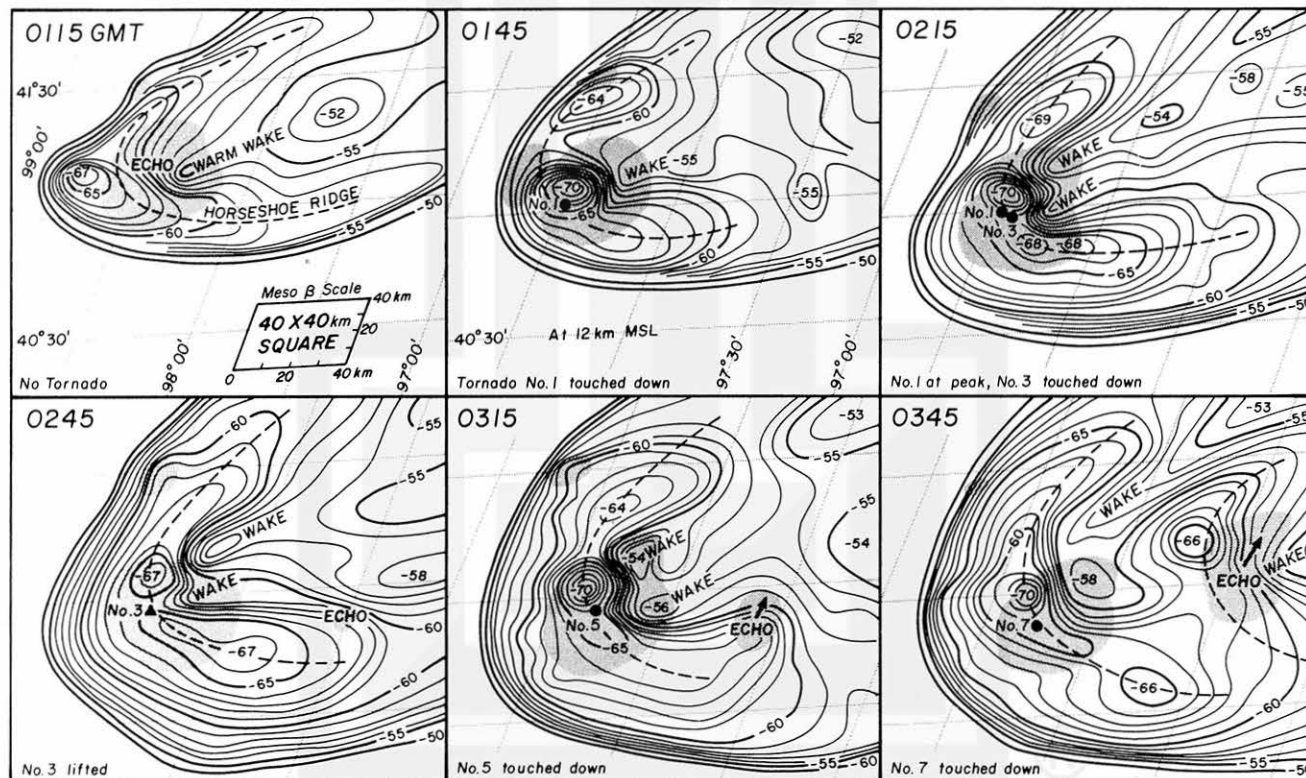 0115 GMT
-52
41°30'
99°00'
ECHO
WARM WAKE
-55
-67
-65
HORSESHOE RIDGE
-60
-55
-50
Meso β Scale
40 km
40 X 40 km
20
SQUARE
40°30'
0
20
40 km
98°00'
97°00'
No Tornado
0145
-52
-64
-60
WAKE
-55
-70
No.1
-65
-55
-60
-55
-50
At 12 km MSL
40°30'
97°30'
97°00'
Tornado No.1 touched down
0215
-55
-58
-55
-69
-54
-60
WAKE
-70
WAKE
No.1
No.3
-68
-68
-65
-60
-55
-50
No.1 at peak, No.3 touched down
0245
-60
-55
WAKE
-67
-58
WAKE
No.3
ECHO
-60
-67
-65
-60
-55
-50
No.3 lifted
0315
-53
-60
-55
-64
-55
-54
WAKE
-54
-70
WAKE
-56
No.5
ECHO
-65
-60
-55
-50
No.5 touched down
0345
-53
-65
-55
WAKE
-60
-66
-58
WAKE
ECHO
-70
No.7
-66
-60
-55
-50
No.7 touched down